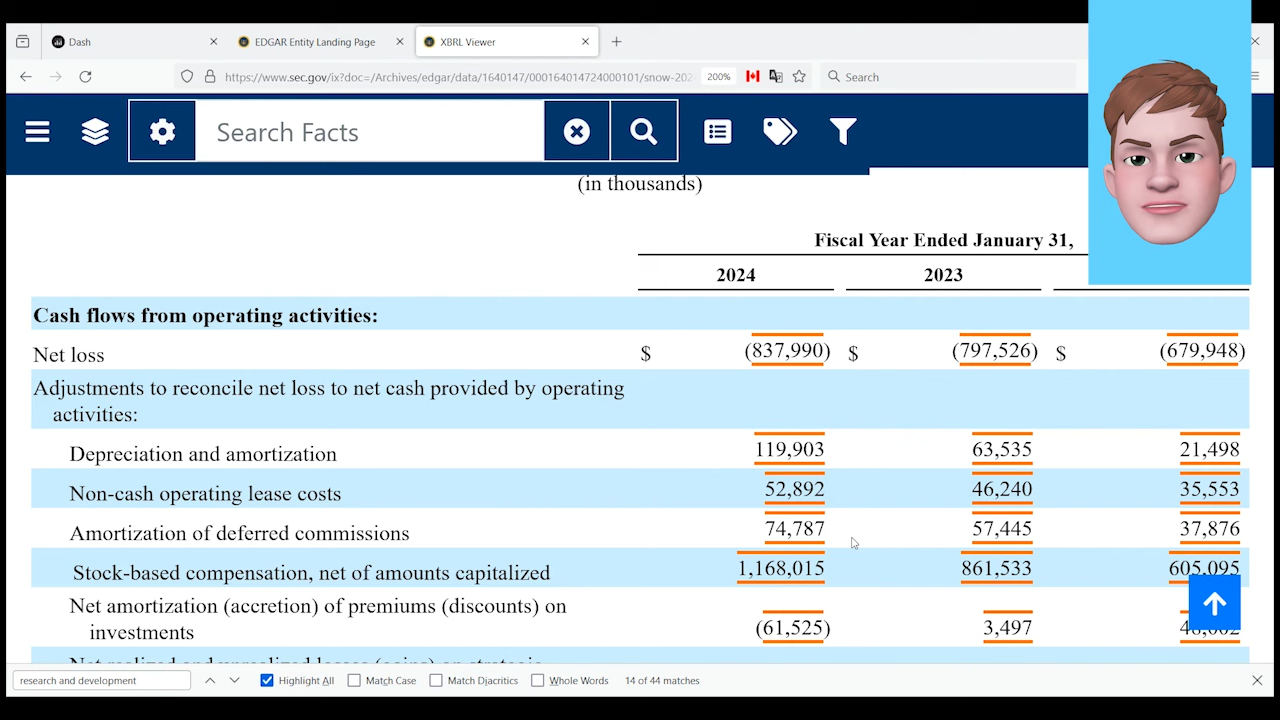 Dash
EDGAR Entity Landing Page
XBRL Viewer
https://www.sec.gov/ix?doc=/Archives/edgar/data/1640147/000164014724000101/snow-202
200%
Search
Search Facts
(in thousands)
Fiscal Year Ended January 31,
2024 2023
Cash flows from operating activities:
Net loss $ (837,990) $ (797,526) $ (679,948)
Adjustments to reconcile net loss to net cash provided by operating
activities:
Depreciation and amortization 119,903 63,535 21,498
Non-cash operating lease costs 52,892 46,240 35,553
Amortization of deferred commissions 74,787 57,445 37,876
Stock-based compensation, net of amounts capitalized 1,168,015 861,533 605,095
Net amortization (accretion) of premiums (discounts) on
investments (61,525) 3,497
research and development
Highlight All
Match Case
Match Diacritics
Whole Words
14 of 44 matches